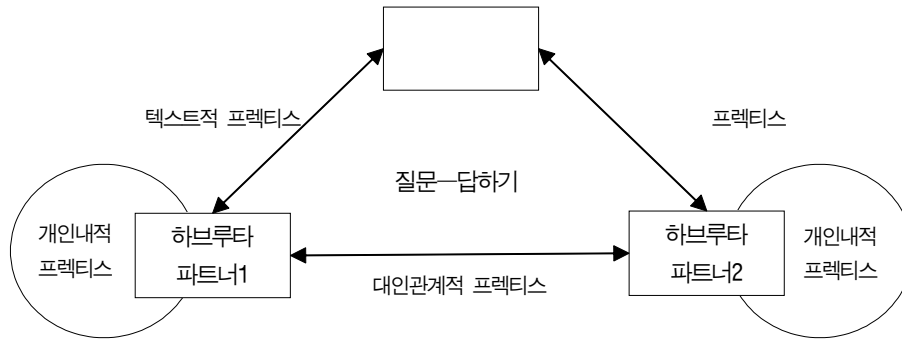 텍스트적 프렉티스
프렉티스
질문―답하기
개인내적
프렉티스
하브루타
파트너1
하브루타
파트너2
개인내적
프렉티스
대인관계적 프렉티스